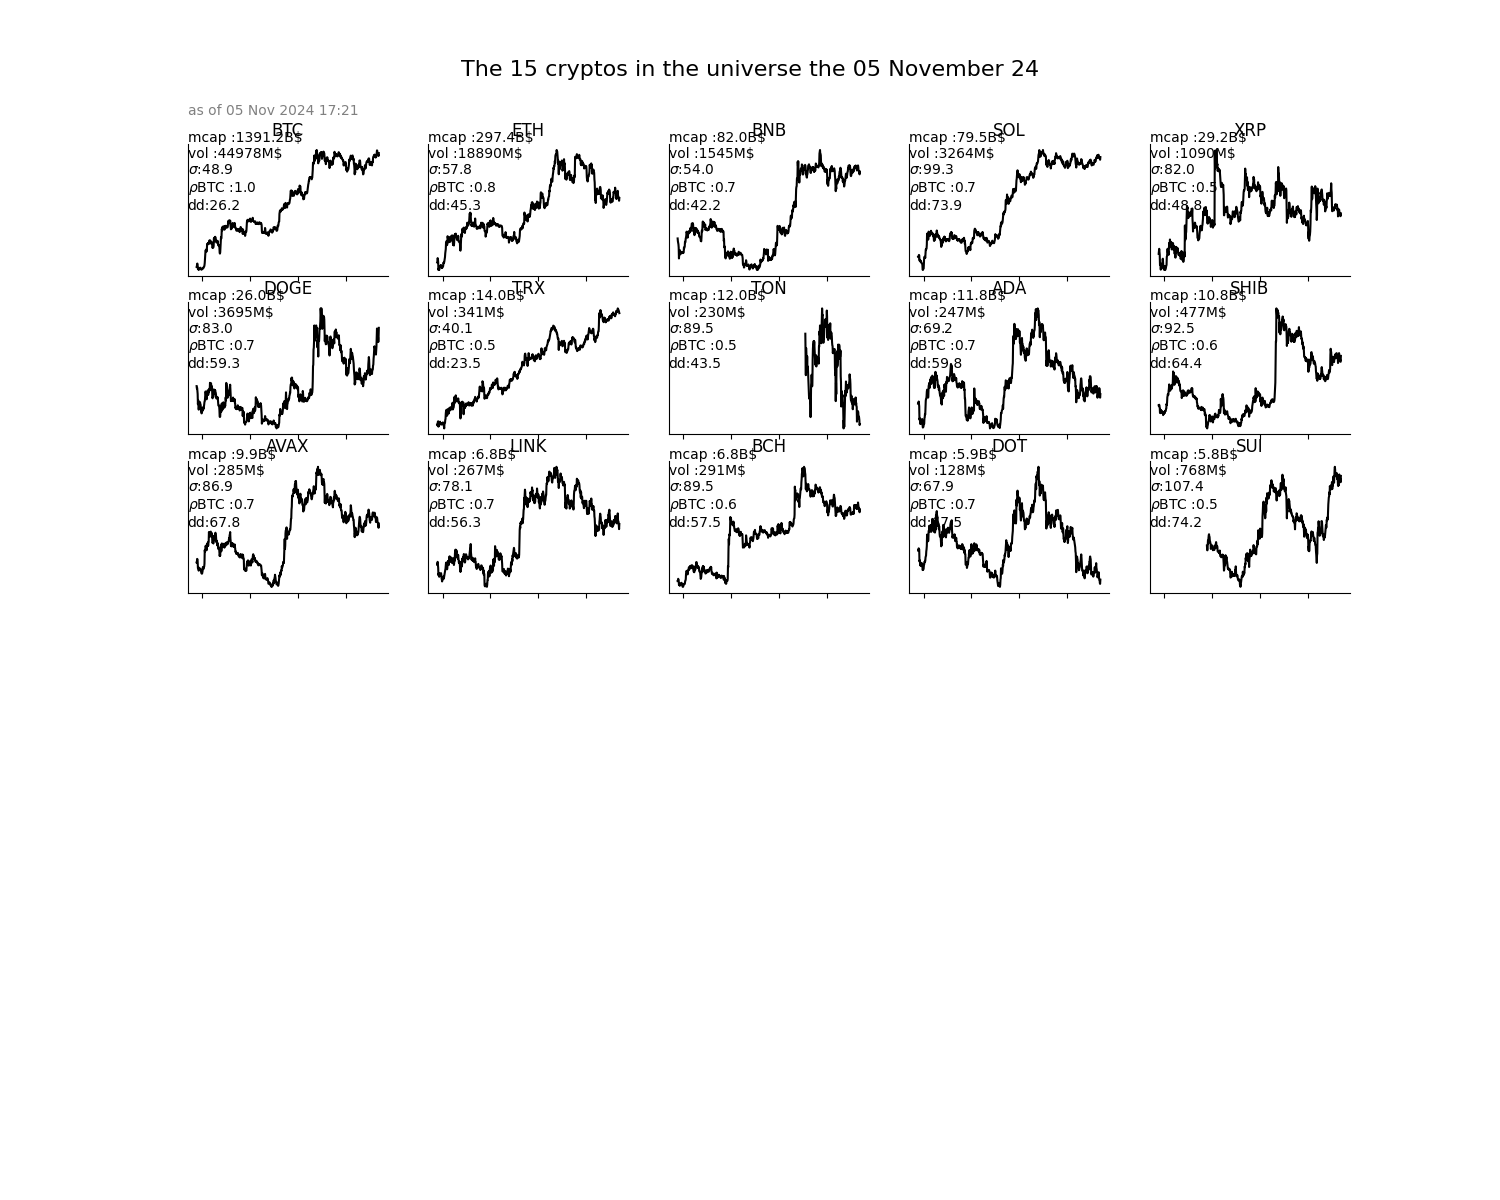 The 15 cryptos in the universe the 05 November 24
as of 05 Nov 2024 17:21
BTC
mcap :1391.2B$
vol :44978M$
σ:48.9
ρBTC :1.0
dd:26.2
ETH
mcap :297.4B$
vol :18890M$
σ:57.8
ρBTC :0.8
dd:45.3
BNB
mcap :82.0B$
vol :1545M$
σ:54.0
ρBTC :0.7
dd:42.2
SOL
mcap :79.5B$
vol :3264M$
σ:99.3
ρBTC :0.7
dd:73.9
XRP
mcap :29.2B$
vol :1090M$
σ:82.0
ρBTC :0.5
dd:48.8
DOGE
mcap :26.0B$
vol :3695M$
σ:83.0
ρBTC :0.7
dd:59.3
TRX
mcap :14.0B$
vol :341M$
σ:40.1
ρBTC :0.5
dd:23.5
TON
mcap :12.0B$
vol :230M$
σ:89.5
ρBTC :0.5
dd:43.5
ADA
mcap :11.8B$
vol :247M$
σ:69.2
ρBTC :0.7
dd:59.8
SHIB
mcap :10.8B$
vol :477M$
σ:92.5
ρBTC :0.6
dd:64.4
AVAX
mcap :9.9B$
vol :285M$
σ:86.9
ρBTC :0.7
dd:67.8
LINK
mcap :6.8B$
vol :267M$
σ:78.1
ρBTC :0.7
dd:56.3
BCH
mcap :6.8B$
vol :291M$
σ:89.5
ρBTC :0.6
dd:57.5
DOT
mcap :5.9B$
vol :128M$
σ:67.9
ρBTC :0.7
SUI
mcap :5.8B$
vol :768M$
σ:107.4
ρBTC :0.5
dd:74.2